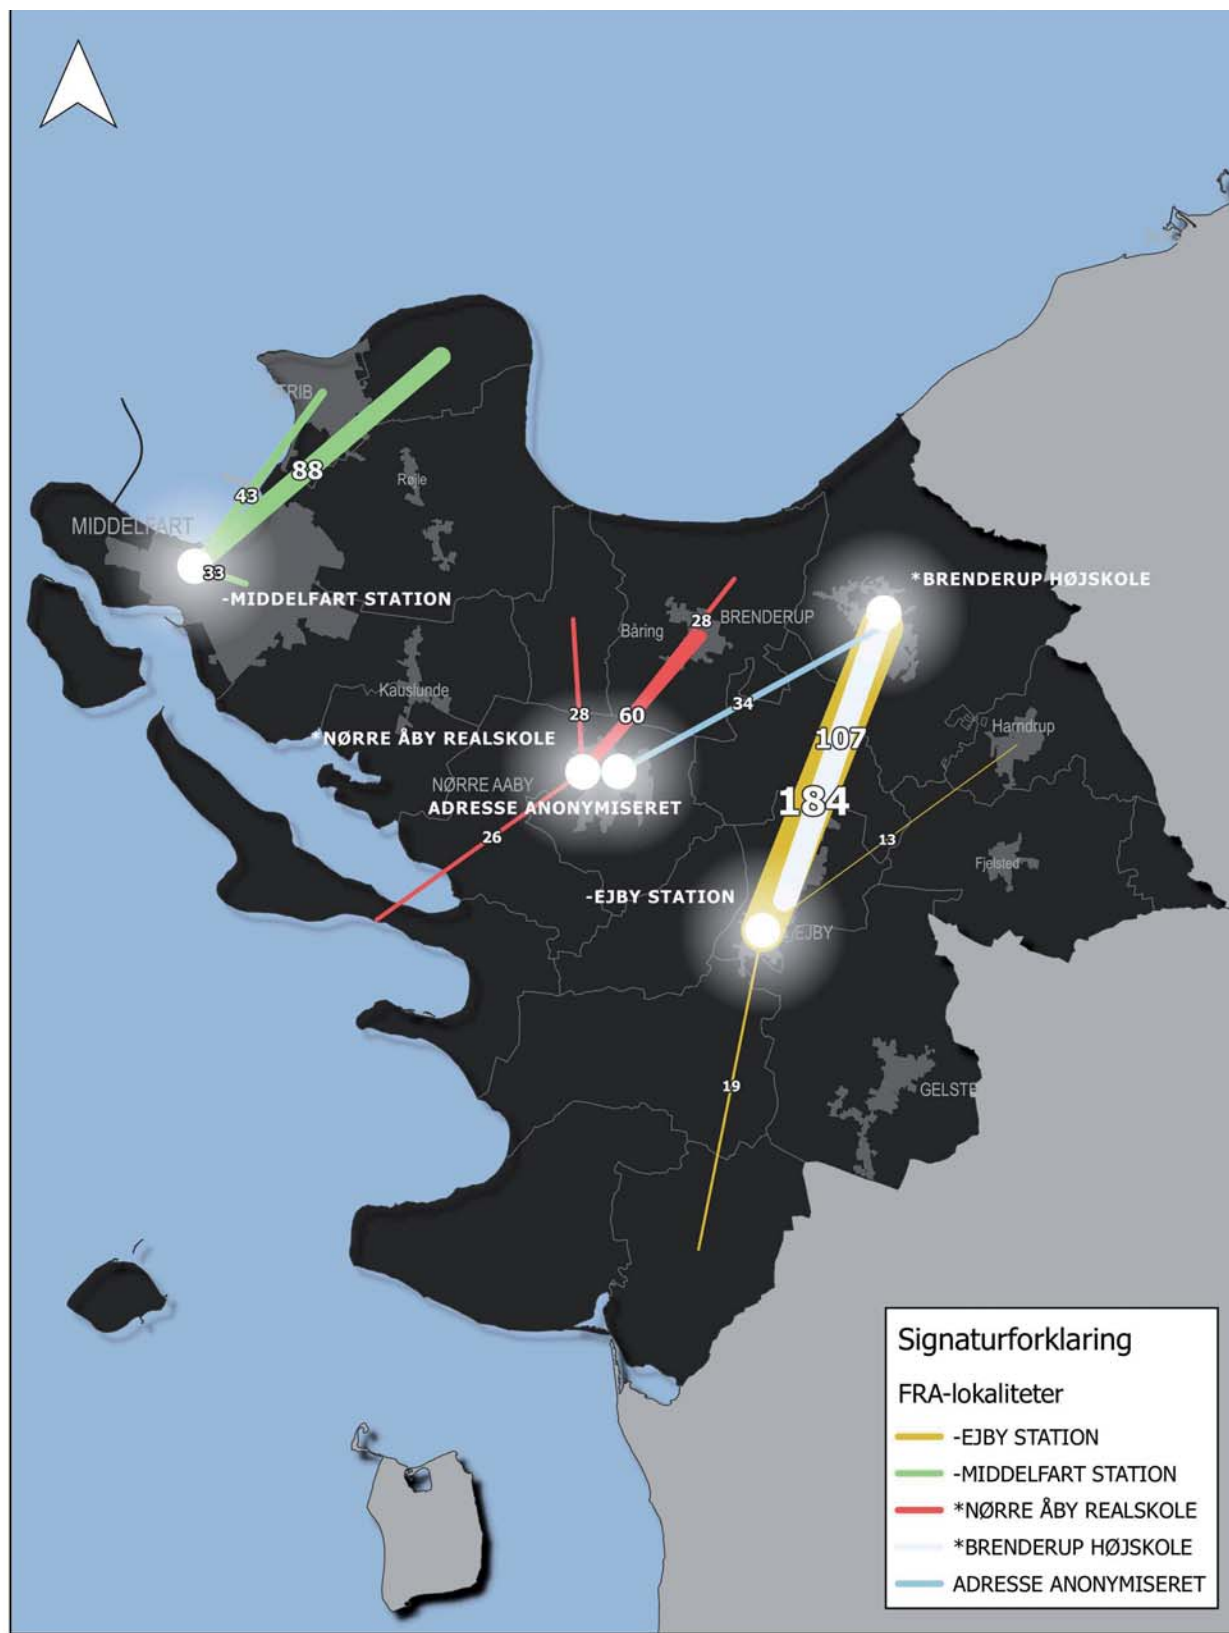 TRIB
88
43
Røjle
MIDDELFART
33
-MIDDELFART STATION
*BRENDERUP HØJSKOLE
28
BRENDERUP
Båring
Kauslunde
34
28
60
*NØRRE ÅBY REALSKOLE
107
Harndrup
NØRRE AABY
184
ADRESSE ANONYMISERET
26
13
Fjelsted
-EJBY STATION
EJBY
19
GELSTE
Signaturforklaring
FRA-lokaliteter
-EJBY STATION
-MIDDELFART STATION
*NØRRE ÅBY REALSKOLE
*BRENDERUP HØJSKOLE
ADRESSE ANONYMISERET